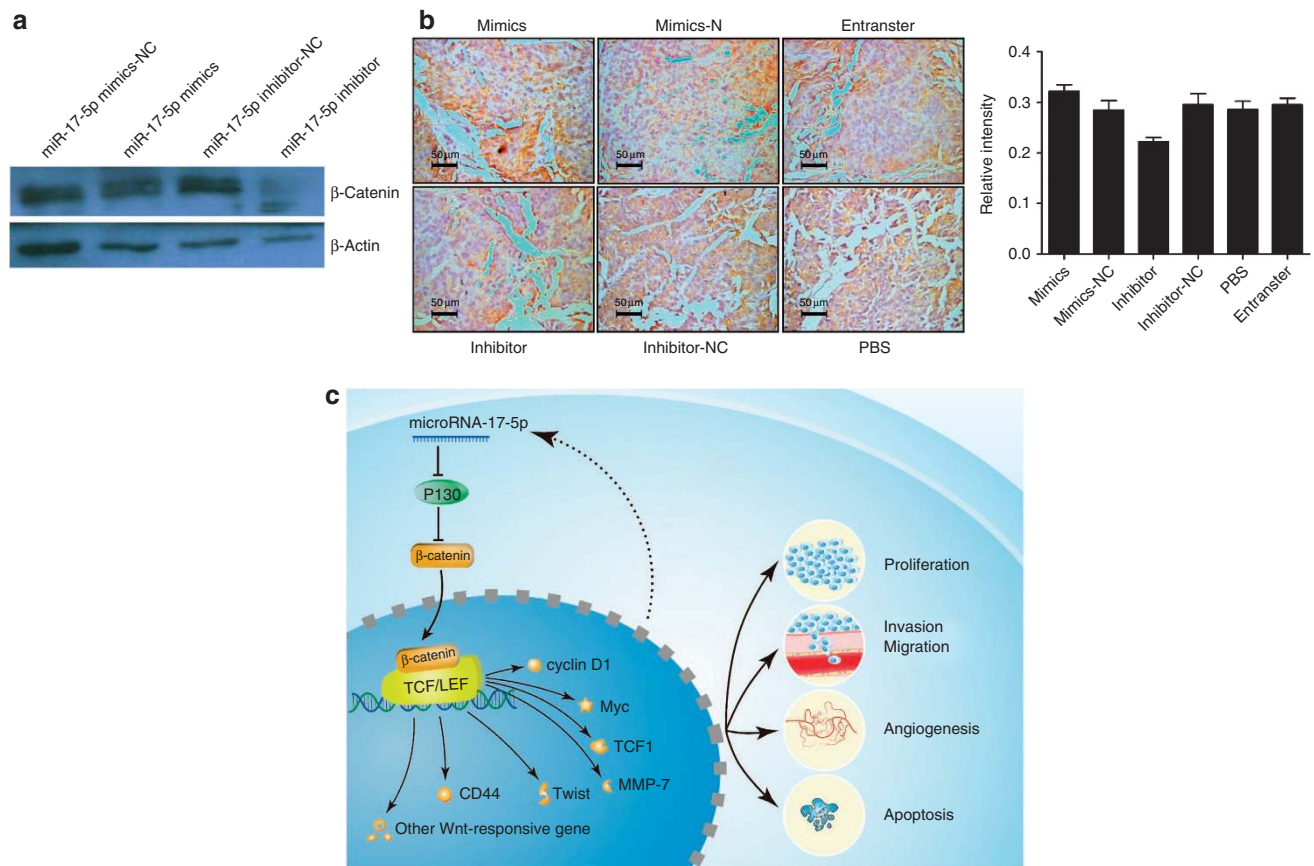 a
miR-17-5p mimics-NC
miR-17-5p mimics
miR-17-5p inhibitor-NC
miR-17-5p inhibitor
β-Catenin
β-Actin
b
Mimics
Mimics-N
Entranster
50 μm
50 μm
50 μm
50 μm
50 μm
50 μm
Inhibitor
Inhibitor-NC
PBS
Relative intensity
0.4
0.3
0.2
0.1
0.0
Mimics
Mimics-NC
Inhibitor
Inhibitor-NC
PBS
Entranster
c
microRNA-17-5p
P130
β-catenin
β-catenin
TCF/LEF
cyclin D1
Myc
TCF1
MMP-7
Twist
CD44
Other Wnt-responsive gene
Proliferation
Invasion
Migration
Angiogenesis
Apoptosis